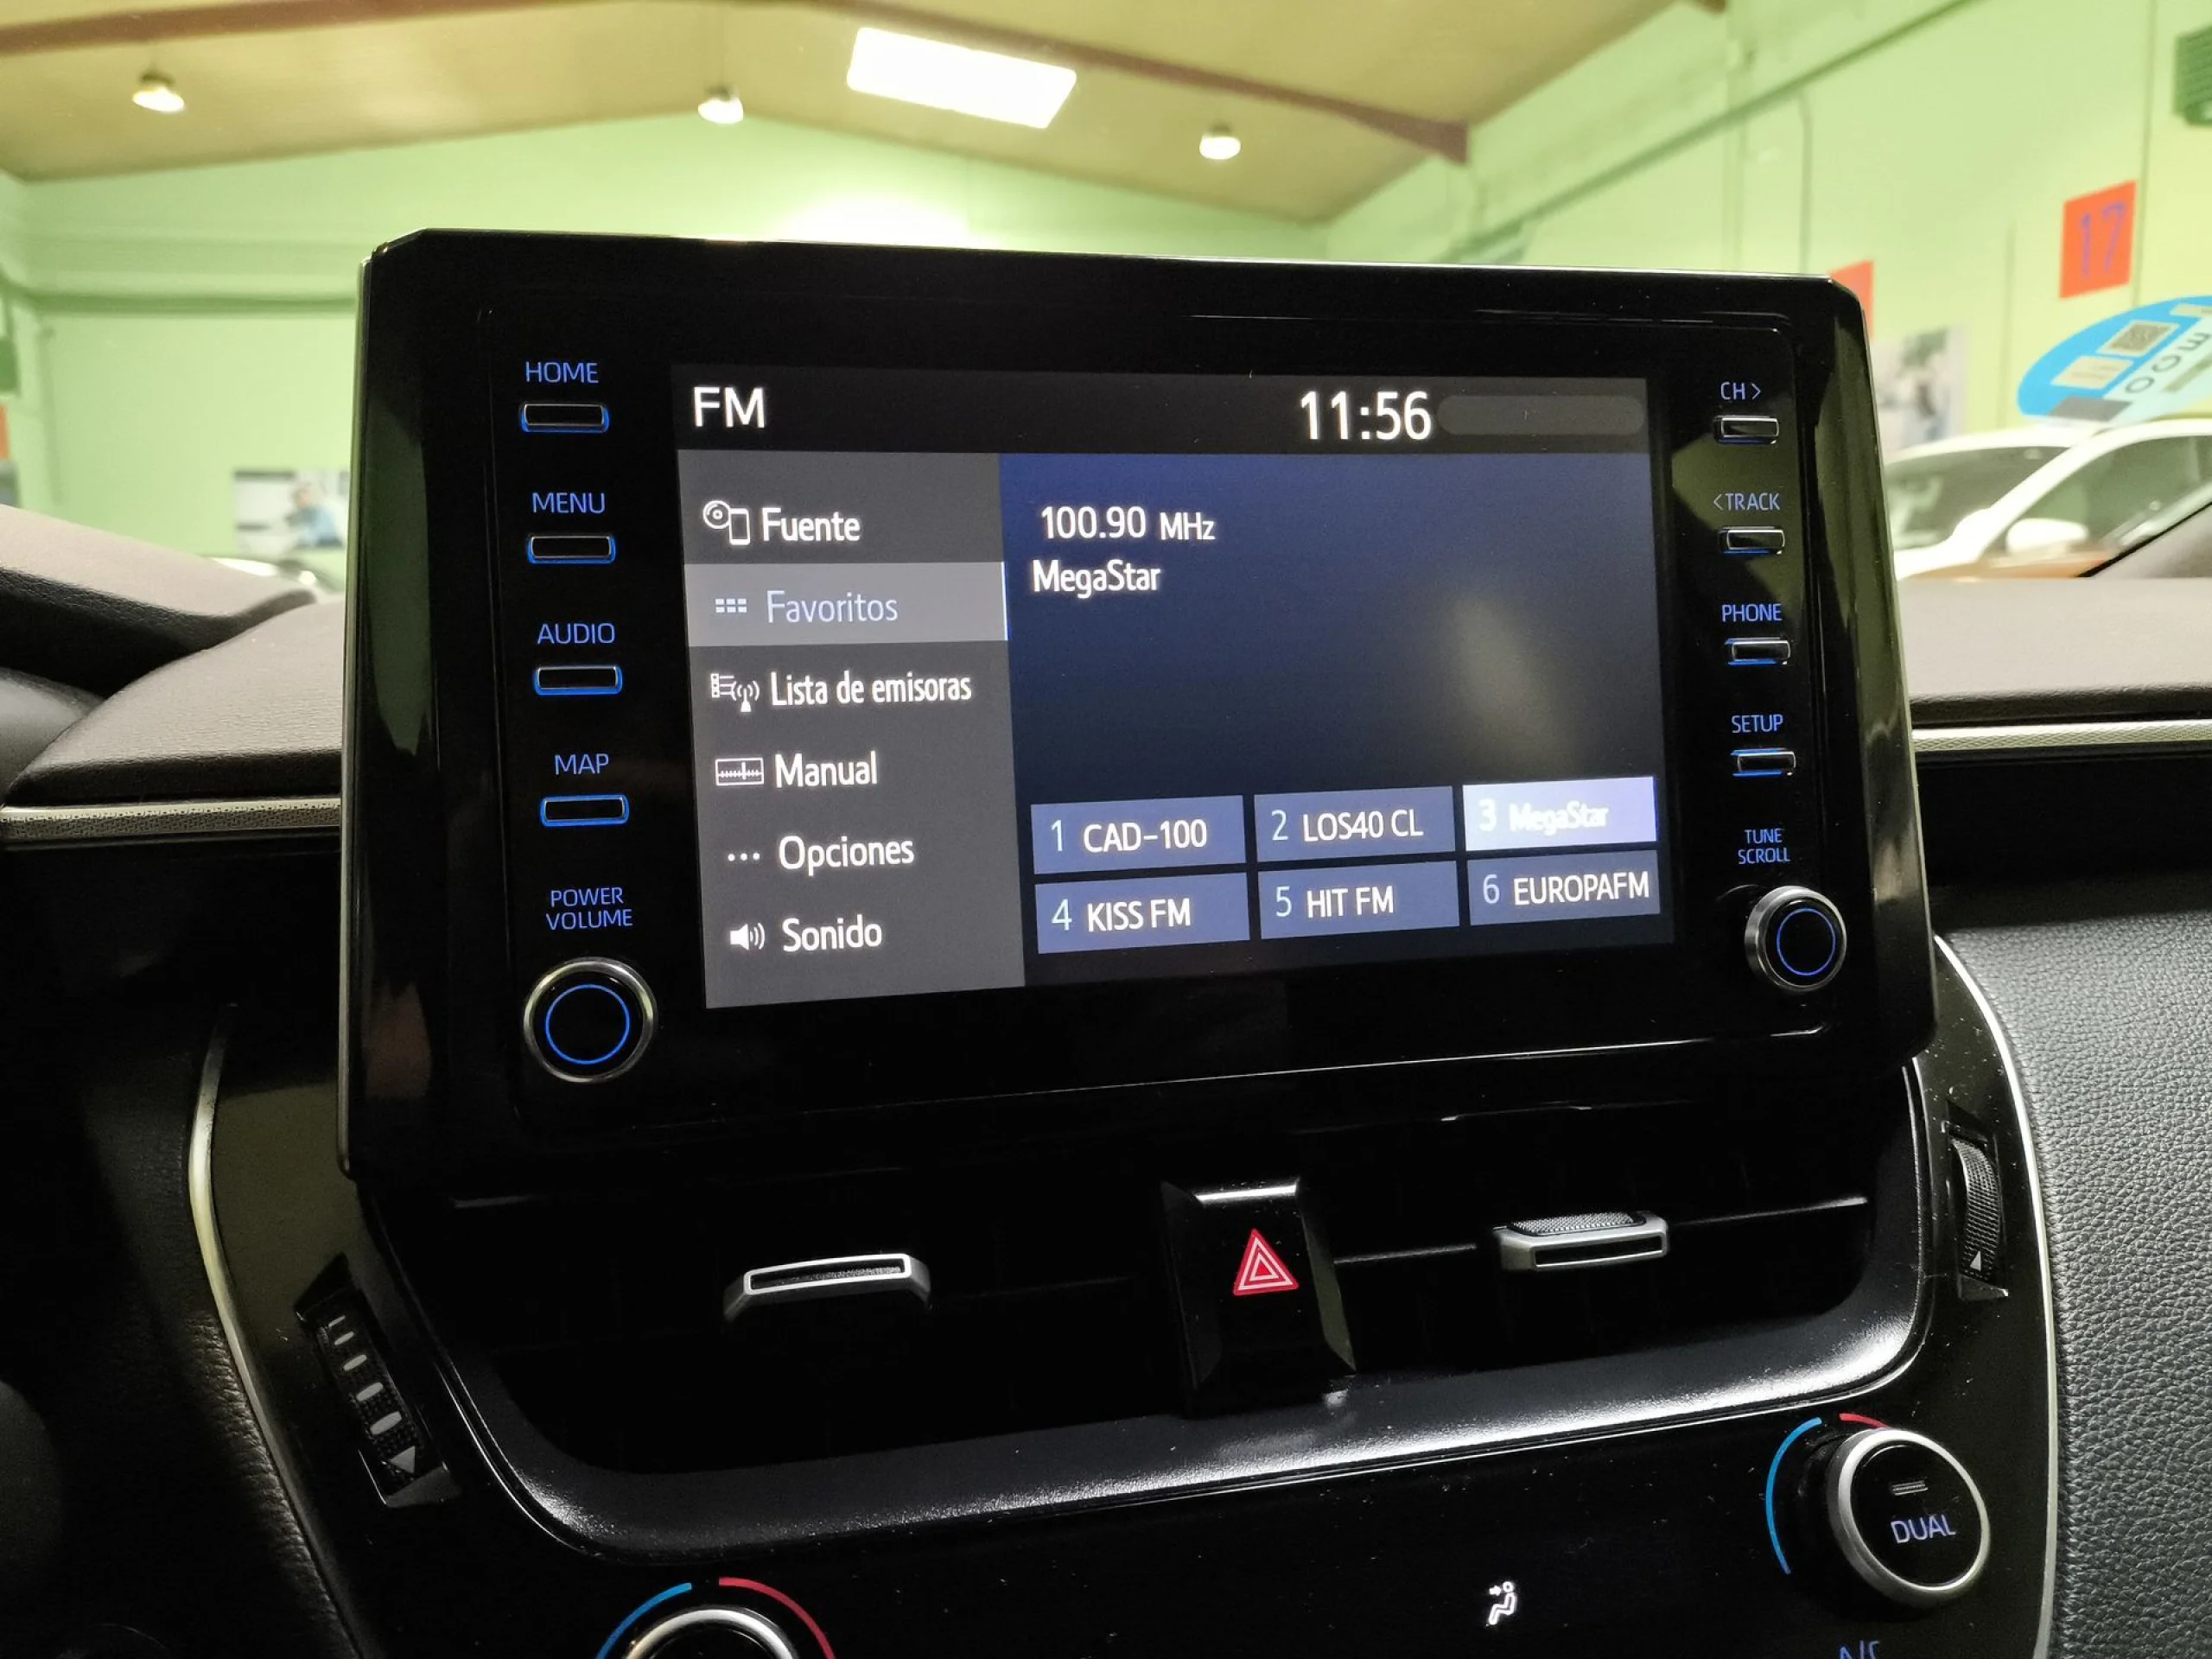 17
HOME
MENU
AUDIO
MAP
POWER
VOLUME
FM
11:56
Fuente
Favoritos
Lista de emisoras
Manual
Opciones
Sonido
100.90 MHz
MegaStar
1 CAD-100
2 LOS40 CL
3 MegaStar
4 KISS FM
5 HIT FM
6 EUROPAFM
CH >
< TRACK
PHONE
SETUP
TUNE
SCROLL
DUAL